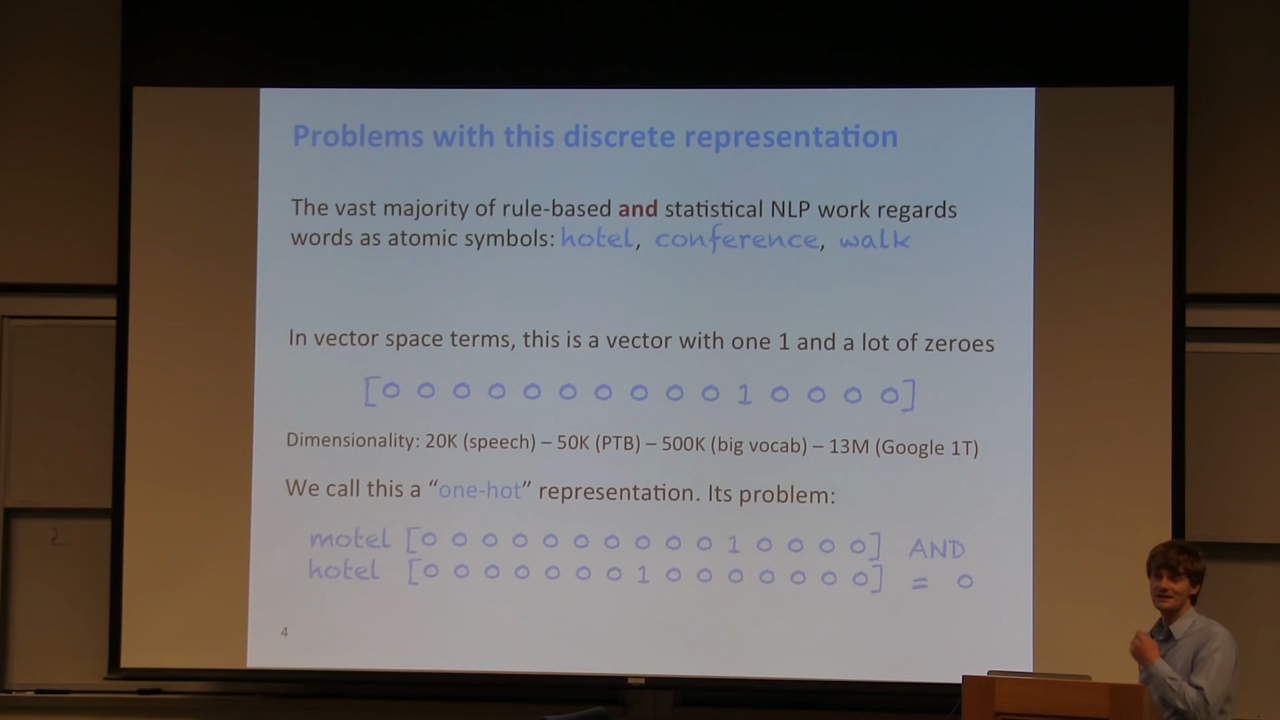 Problems with this discrete representation
The vast majority of rule-based and statistical NLP work regards
words as atomic symbols: hotel, conference, walk
In vector space terms, this is a vector with one 1 and a lot of zeroes
[0 0 0 0 0 0 0 0 0 0 1 0 0 0 0]
Dimensionality: 20K (speech) – 50K (PTB) – 500K (big vocab) – 13M (Google 1T)
We call this a “one-hot” representation. Its problem:
motel [0 0 0 0 0 0 0 0 0 0 1 0 0 0 0] AND
hotel [0 0 0 0 0 0 0 1 0 0 0 0 0 0 0] = 0
4